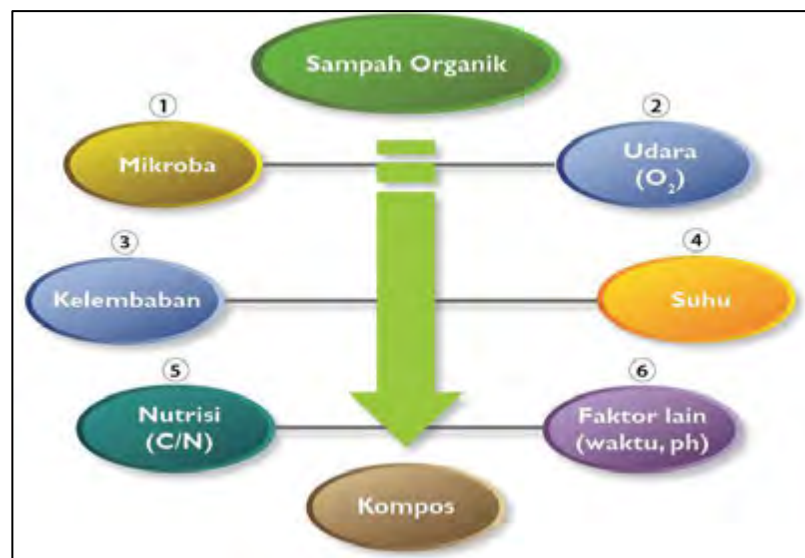 Sampah Organik
①
Mikroba
②
Udara
(O₂)
③
Kelembaban
④
Suhu
⑤
Nutrisi
(C/N)
⑥
Faktor lain
(waktu, ph)
Kompos